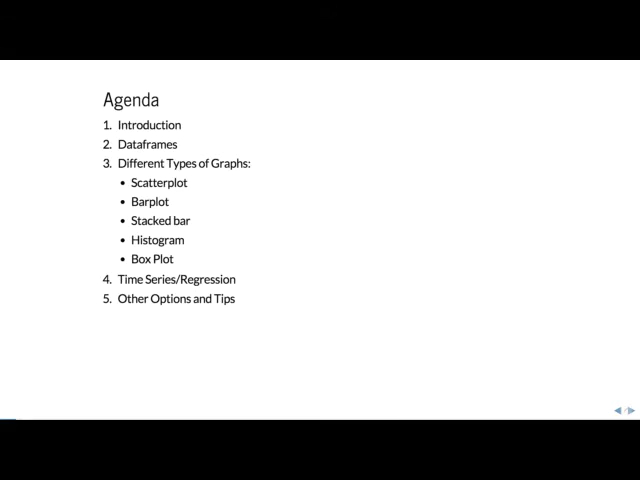 Agenda
1. Introduction
2. Dataframes
3. Different Types of Graphs:
• Scatterplot
• Barplot
• Stacked bar
• Histogram
• Box Plot
4. Time Series/Regression
5. Other Options and Tips